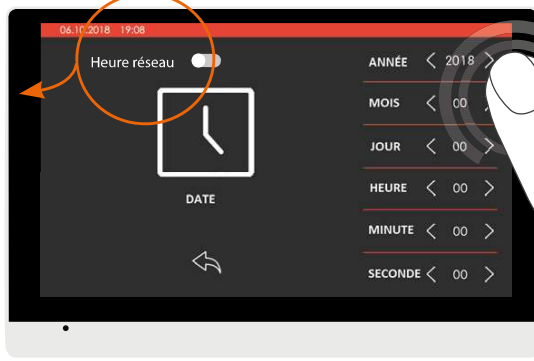 06.10.2018 19:08
Heure réseau
DATE
ANNÉE 2018
MOIS 00
JOUR 00
HEURE 00
MINUTE 00
SECONDE 00